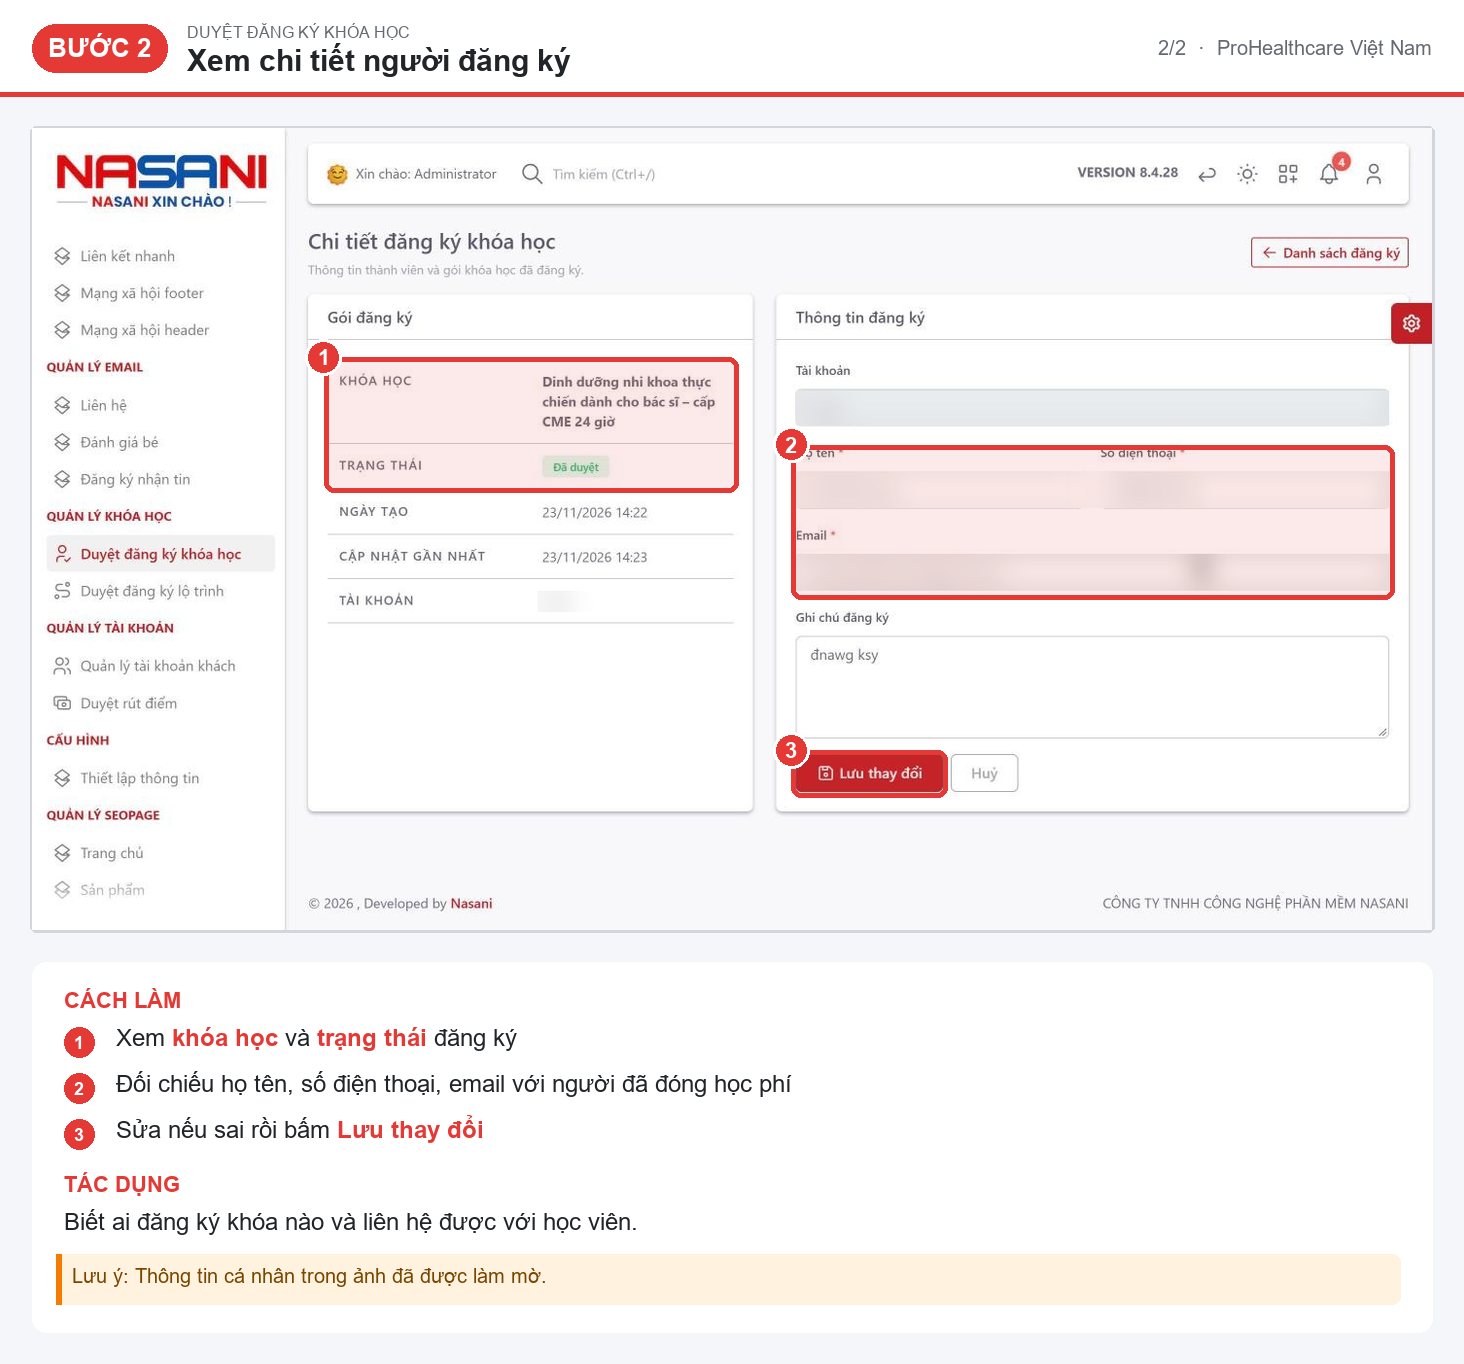 BƯỚC 2
DUYỆT ĐĂNG KÝ KHÓA HỌC
Xem chi tiết người đăng ký
2/2 · ProHealthcare Việt Nam
NASANI
NASANI XIN CHÀO !
Xin chào: Administrator
Tìm kiếm (Ctrl+/)
VERSION 8.4.28
4
Liên kết nhanh
Mạng xã hội footer
Mạng xã hội header
QUẢN LÝ EMAIL
Liên hệ
Đánh giá bé
Đăng ký nhận tin
QUẢN LÝ KHÓA HỌC
Duyệt đăng ký khóa học
Duyệt đăng ký lộ trình
QUẢN LÝ TÀI KHOẢN
Quản lý tài khoản khách
Duyệt rút điểm
CẤU HÌNH
Thiết lập thông tin
QUẢN LÝ SEOPAGE
Trang chủ
Sản phẩm
Chi tiết đăng ký khóa học
Thông tin thành viên và gói khóa học đã đăng ký.
Danh sách đăng ký
Gói đăng ký
1
KHÓA HỌC
Dinh dưỡng nhi khoa thực
chiến dành cho bác sĩ – cấp
CME 24 giờ
TRẠNG THÁI
Đã duyệt
NGÀY TẠO
23/11/2026 14:22
CẬP NHẬT GẦN NHẤT
23/11/2026 14:23
TÀI KHOẢN
Thông tin đăng ký
Tài khoản
2
ọ tên *
Số điện thoại *
Email *
Ghi chú đăng ký
đnawg ksy
3
Lưu thay đổi
Huỷ
© 2026 , Developed by Nasani
CÔNG TY TNHH CÔNG NGHỆ PHẦN MỀM NASANI
CÁCH LÀM
1 Xem khóa học và trạng thái đăng ký
2 Đối chiếu họ tên, số điện thoại, email với người đã đóng học phí
3 Sửa nếu sai rồi bấm Lưu thay đổi
TÁC DỤNG
Biết ai đăng ký khóa nào và liên hệ được với học viên.
Lưu ý: Thông tin cá nhân trong ảnh đã được làm mờ.